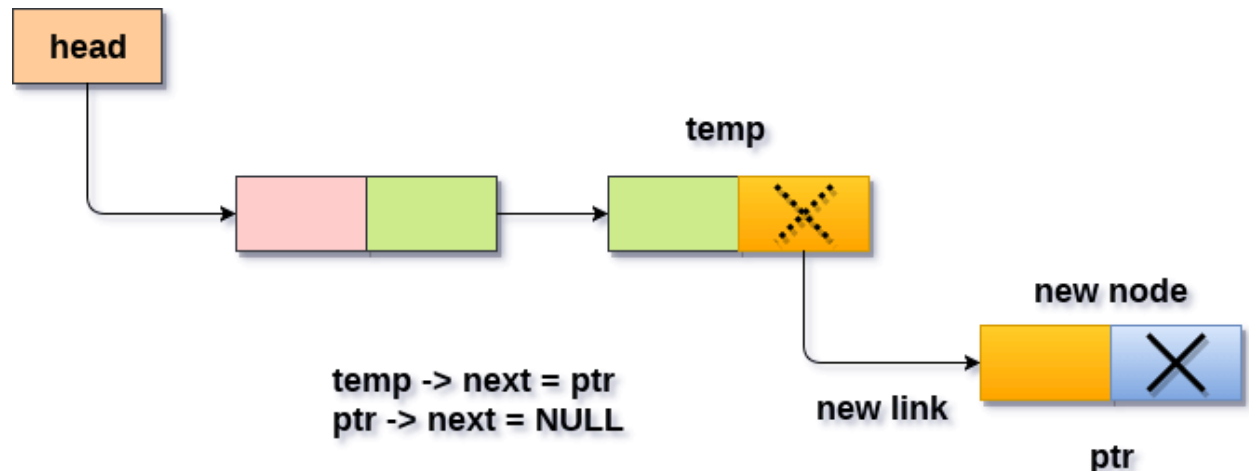 head
temp
new node
temp -> next = ptr
ptr -> next = NULL
new link
ptr